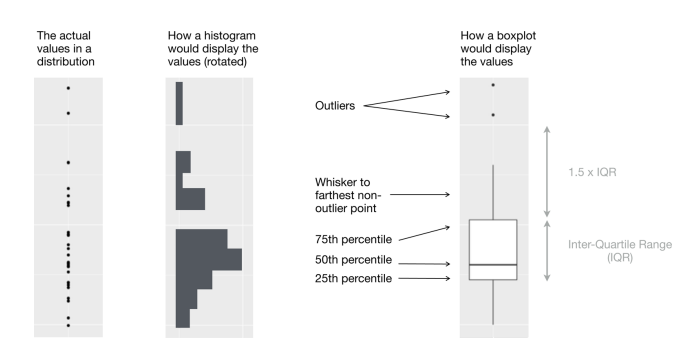 The actual
values in a
distribution
How a histogram
would display the
values (rotated)
How a boxplot
would display
the values
Outliers
1.5 x IQR
Whisker to
farthest non-
outlier point
75th percentile
Inter-Quartile Range
(IQR)
50th percentile
25th percentile